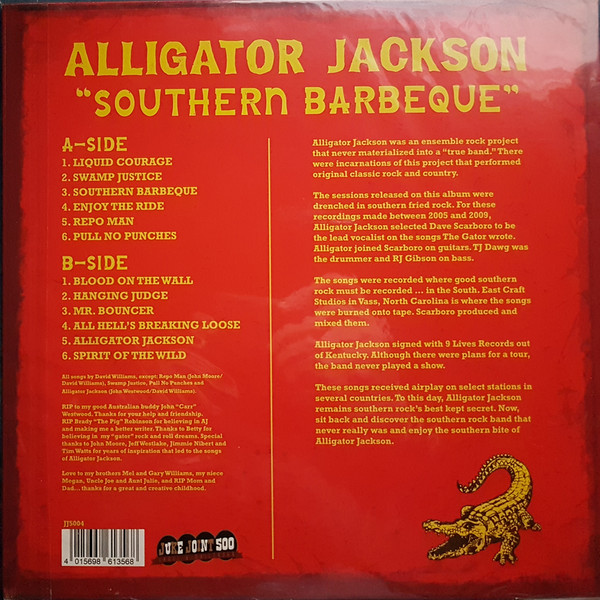 ALLIGATOR JACKSON
"SOUTHERN BARBEQUE"
A-SIDE
1. LIQUID COURAGE
2. SWAMP JUSTICE
3. SOUTHERN BARBEQUE
4. ENJOY THE RIDE
5. REPO MAN
6. PULL NO PUNCHES
B-SIDE
1. BLOOD ON THE WALL
2. HANGING JUDGE
3. MR. BOUNCER
4. ALL HELL'S BREAKING LOOSE
5. ALLIGATOR JACKSON
6. SPIRIT OF THE WILD
All songs by David Williams, except; Repo Man (John Moore/
David Williams), Swamp Justice, Pull No Punches and
Alligator Jackson (John Westwood/David Williams).
RIP to my good Australian buddy John "Carr"
Westwood. Thanks for your help and friendship.
RIP Brady "The Pig" Robinson for believing in AJ
and making me a better writer. Thanks to Betty for
believing in my "gator" rock and roll dreams. Special
thanks to John Moore, Jeff Westlake, Jimmie Nibert and
Tim Watts for years of inspiration that led to the songs
of Alligator Jackson.
Love to my brothers Mel and Gary Williams, my niece
Megan, Uncle Joe and Aunt Julie, and RIP Mom and
Dad... thanks for a great and creative childhood.
JJ5004
4 015698 613568
JUKE JOINT 500
Alligator Jackson was an ensemble rock project
that never materialized into a "true band." There
were incarnations of this project that performed
original classic rock and country.
The sessions released on this album were
drenched in southern fried rock. For these
recordings made between 2005 and 2009,
Alligator Jackson selected Dave Scarboro to be
the lead vocalist on the songs The Gator wrote.
Alligator joined Scarboro on guitars. TJ Dawg was
the drummer and RJ Gibson on bass.
The songs were recorded where good southern
rock must be recorded ... in the South. East Craft
Studios in Vass, North Carolina is where the songs
were burned onto tape. Scarboro produced and
mixed them.
Alligator Jackson signed with 9 Lives Records out
of Kentucky. Although there were plans for a tour,
the band never played a show.
These songs received airplay on select stations in
several countries. To this day, Alligator Jackson
remains southern rock's best kept secret. Now,
sit back and discover the southern rock band that
never really was and enjoy the southern bite of
Alligator Jackson.